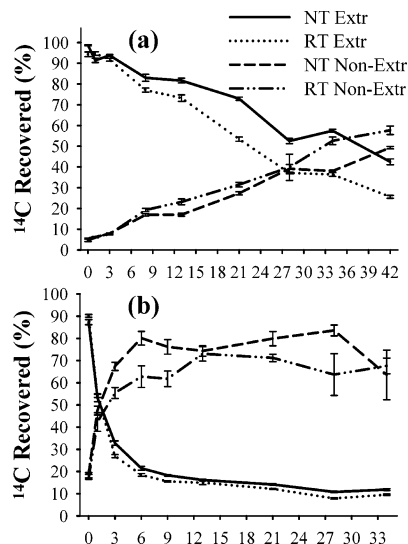 NT Extr
RT Extr
NT Non-Extr
RT Non-Extr
(a)
¹⁴C Recovered (%)
100
90
80
70
60
50
40
30
20
10
0
0 3 6 9 12 15 18 21 24 27 30 33 36 39 42
(b)
¹⁴C Recovered (%)
100
90
80
70
60
50
40
30
20
10
0
0 3 6 9 12 15 18 21 24 27 30 33